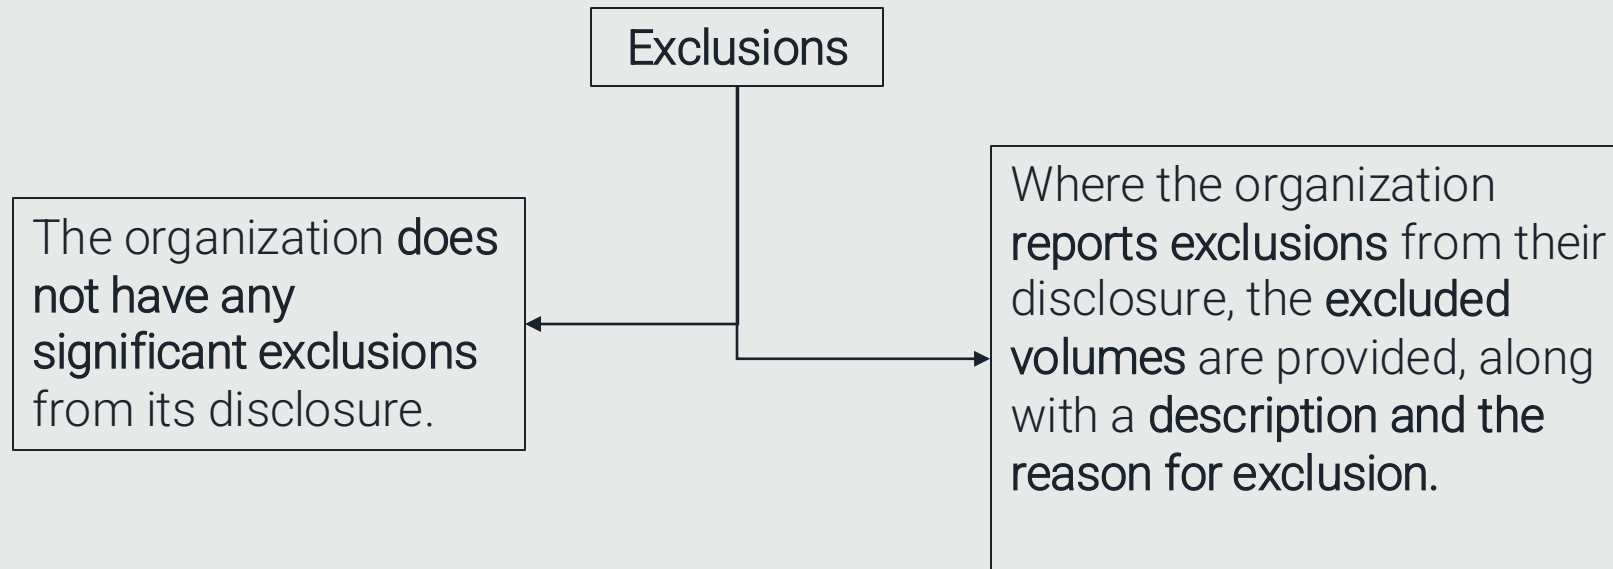 Exclusions
The organization does
not have any
significant exclusions
from its disclosure.
Where the organization
reports exclusions from their
disclosure, the excluded
volumes are provided, along
with a description and the
reason for exclusion.